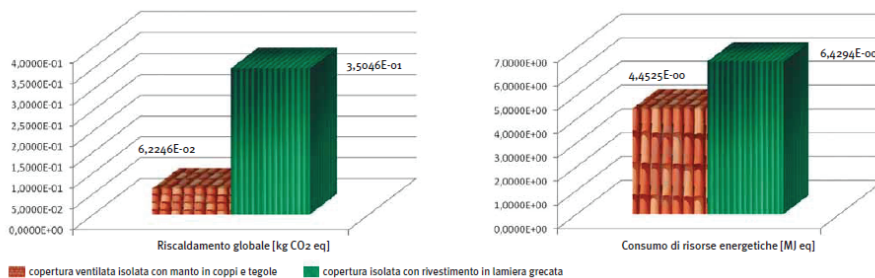 4,0000E-01
3,5000E-01
3,0000E-01
2,5000E-01
2,0000E-01
1,5000E-01
1,0000E-01
5,0000E-02
0,0000E+00
6,2246E-02
3,5046E-01
Riscaldamento globale [kg CO2 eq]
7,0000E+00
6,0000E+00
5,0000E+00
4,0000E+00
3,0000E+00
2,0000E+00
1,0000E+00
0,0000E+00
4,4525E-00
6,4294E-00
Consumo di risorse energetiche [MJ eq]
copertura ventilata isolata con manto in coppi e tegole
copertura isolata con rivestimento in lamiera grecata